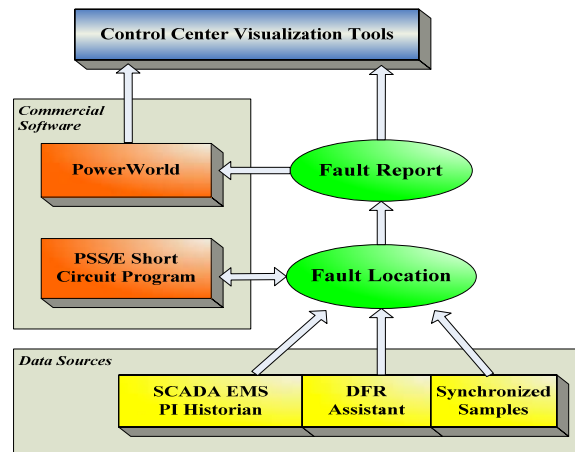 Control Center Visualization Tools
Commercial
Software
PowerWorld
Fault Report
PSS/E Short
Circuit Program
Fault Location
Data Sources
SCADA EMS
PI Historian
DFR
Assistant
Synchronized
Samples